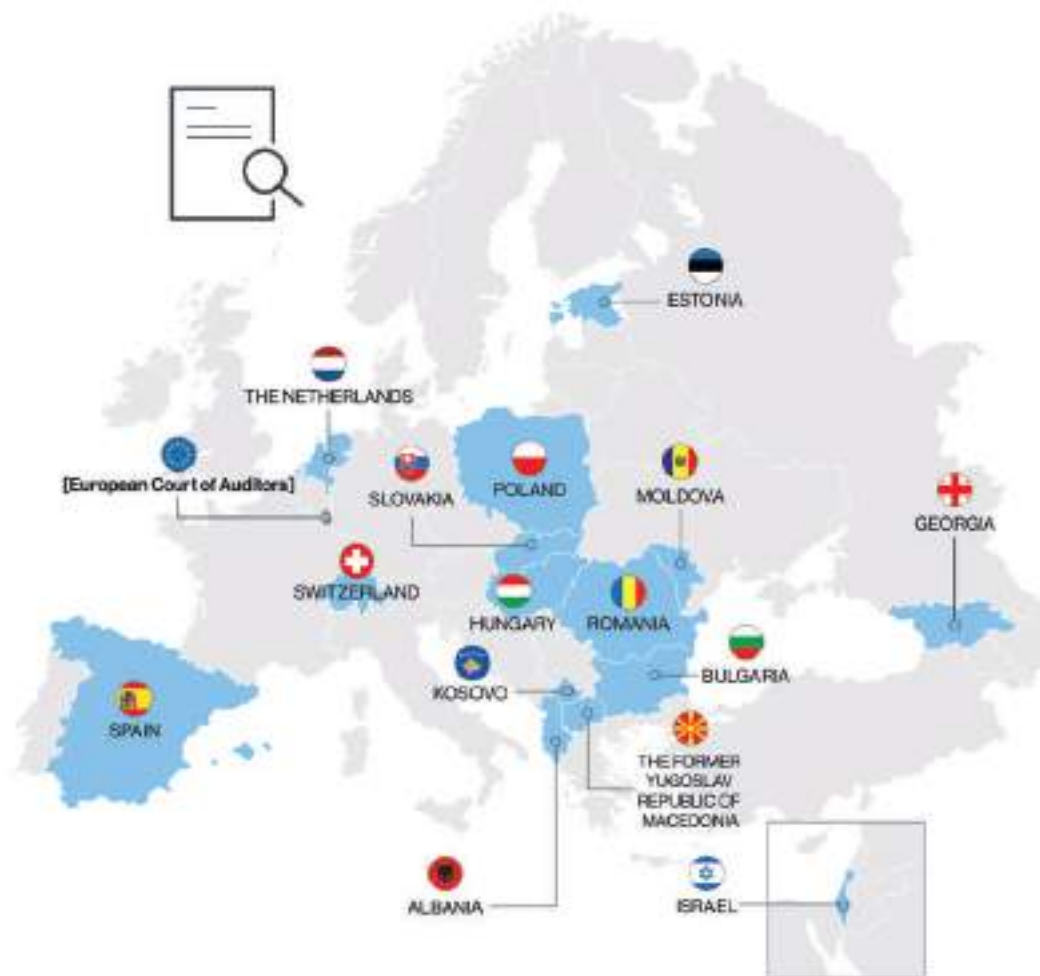 ESTONIA
THE NETHERLANDS
[European Court of Auditors]
SLOVAKIA
POLAND
MOLDOVA
GEORGIA
SWITZERLAND
HUNGARY
ROMANIA
BULGARIA
KOSOVO
SPAIN
THE FORMER
YUGOSLAV
REPUBLIC OF
MACEDONIA
ALBANIA
ISRAEL